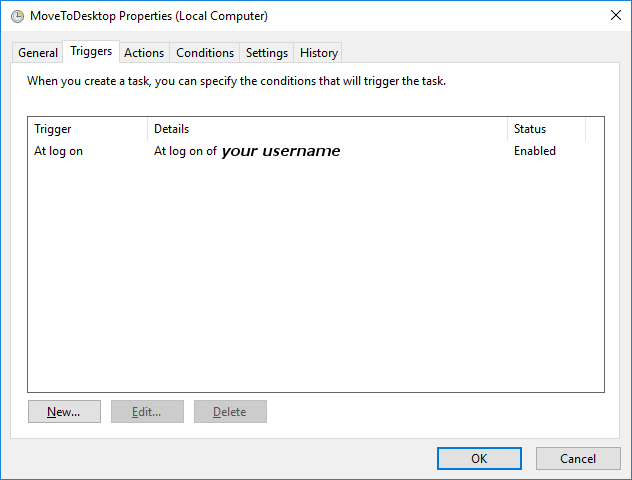 MoveToDesktop Properties (Local Computer)
General Triggers Actions Conditions Settings History
When you create a task, you can specify the conditions that will trigger the task.
Trigger Details Status
At log on At log on of your username Enabled
New... Edit... Delete
OK Cancel